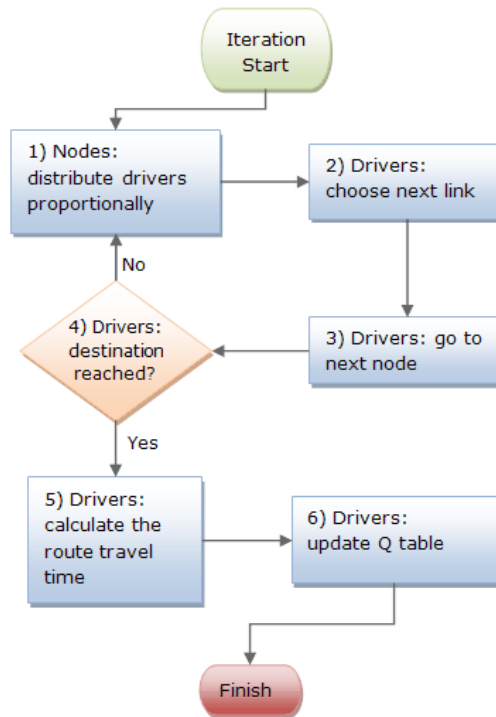 Iteration
Start
1) Nodes:
distribute drivers
proportionally
2) Drivers:
choose next link
3) Drivers: go to
next node
4) Drivers:
destination
reached?
No
Yes
5) Drivers:
calculate the
route travel
time
6) Drivers:
update Q table
Finish